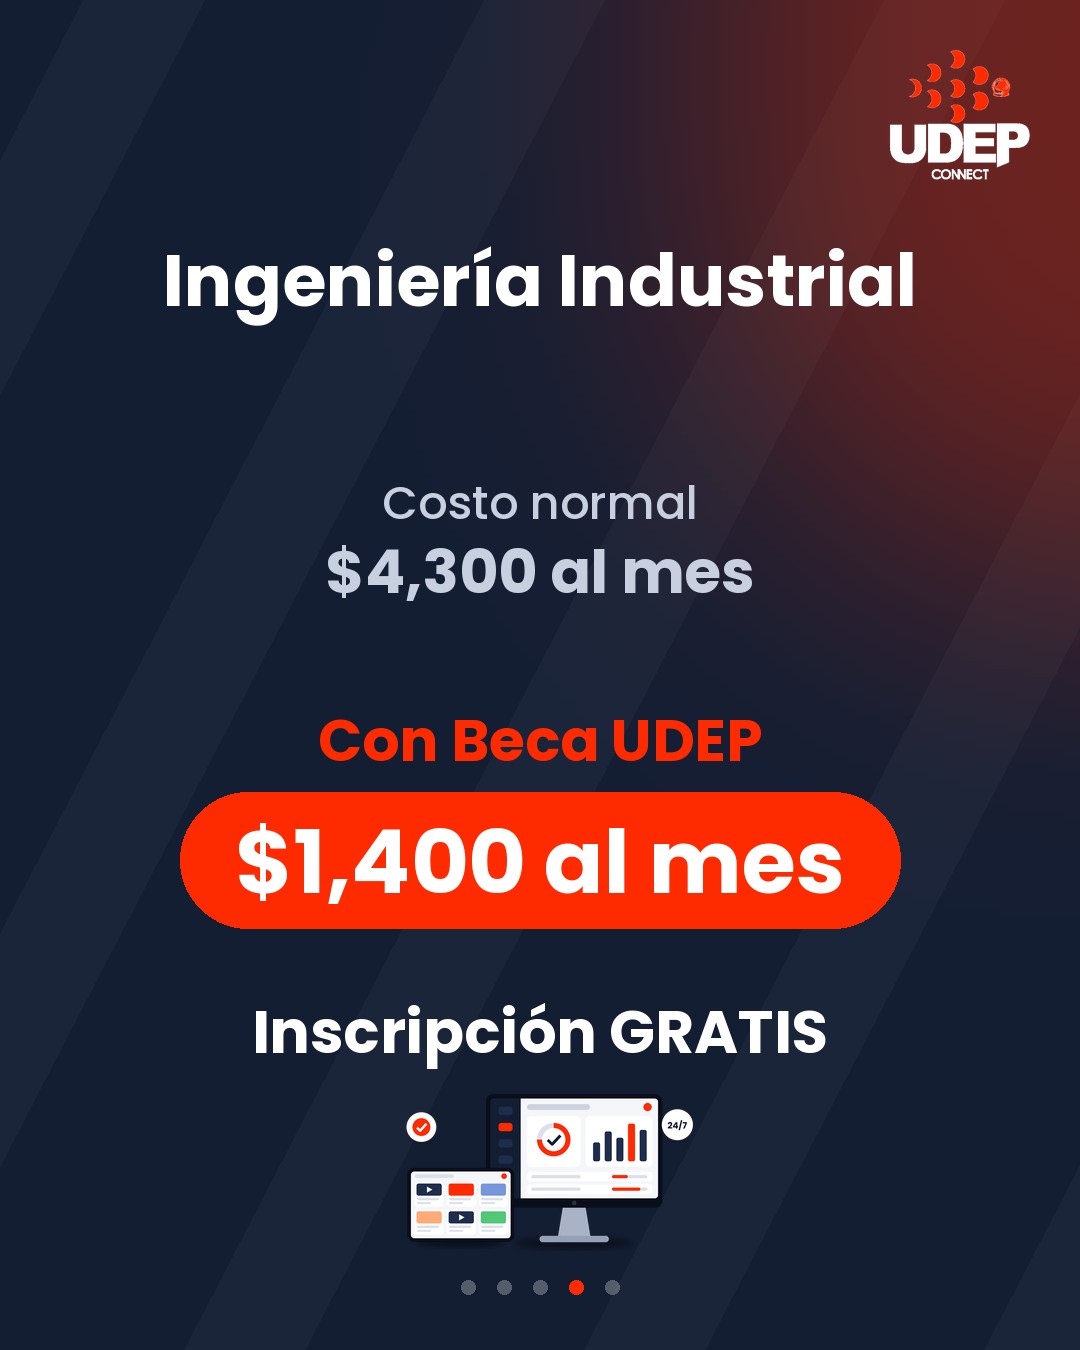 UDEP
CONNECT
Ingeniería Industrial
Costo normal
$4,300 al mes
Con Beca UDEP
$1,400 al mes
Inscripción GRATIS
24/7